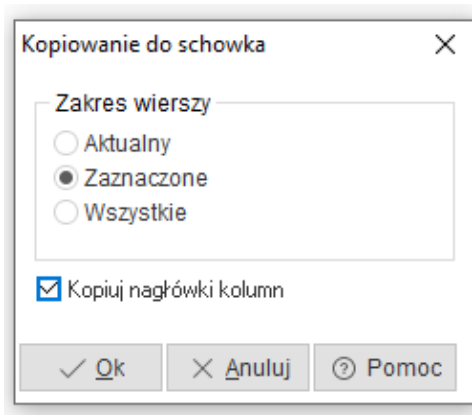 Kopiowanie do schowka
Zakres wierszy
Aktualny
Zaznaczone
Wszystkie
Kopiuj nagłówki kolumn
Ok Anuluj Pomoc